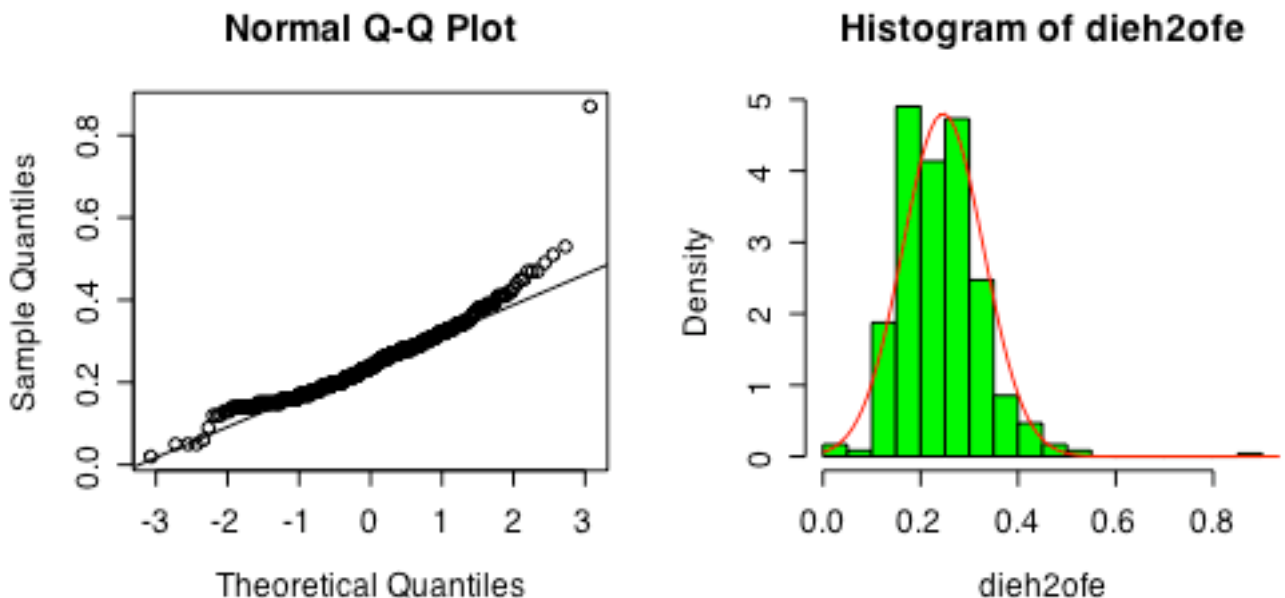 Normal Q-Q Plot
Sample Quantiles
0.0 0.2 0.4 0.6 0.8
-3 -2 -1 0 1 2 3
Theoretical Quantiles
Histogram of dieh2ofe
Density
0 1 2 3 4 5
0.0 0.2 0.4 0.6 0.8
dieh2ofe